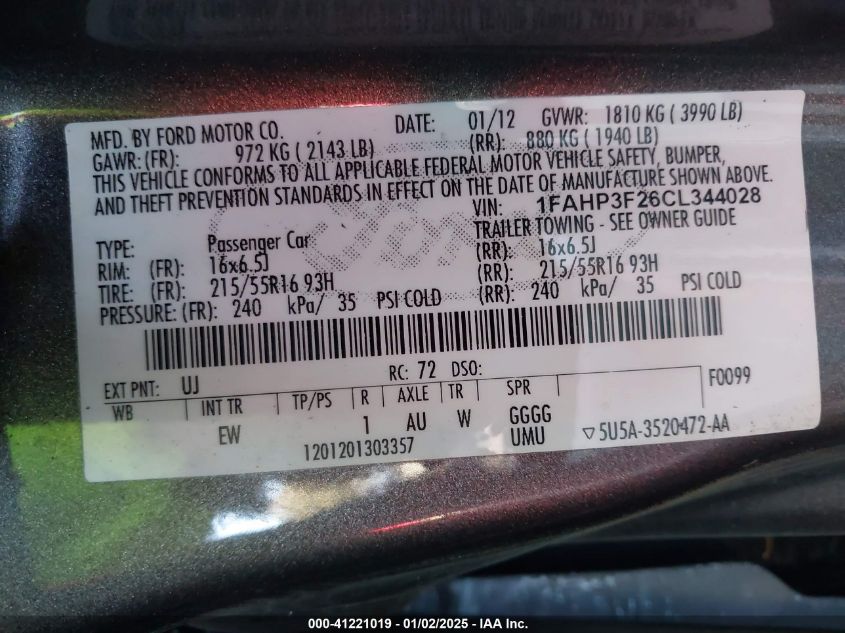 MFD. BY FORD MOTOR CO. DATE: 01/12 GVWR: 1810 KG ( 3990 LB)
GAWR: (FR): 972 KG ( 2143 LB) (RR): 880 KG ( 1940 LB)
THIS VEHICLE CONFORMS TO ALL APPLICABLE FEDERAL MOTOR VEHICLE SAFETY, BUMPER,
AND THEFT PREVENTION STANDARDS IN EFFECT ON THE DATE OF MANUFACTURE SHOWN ABOVE.
VIN: 1FAHP3F26CL344028
TYPE: Passenger Car TRAILER TOWING - SEE OWNER GUIDE
RIM: (FR): 16x6.5J (RR): 16x6.5J
TIRE: (FR): 215/55R16 93H (RR): 215/55R16 93H
PRESSURE: (FR): 240 kPa/ 35 PSI COLD (RR): 240 kPa/ 35 PSI COLD
RC: 72 DSO:
EXT PNT: UJ F0099
WB INT TR TP/PS R AXLE TR SPR
EW 1 AU W GGGG
1201201303357 UMU ▽5U5A-3520472-AA
000-41221019 - 01/02/2025 - IAA Inc.